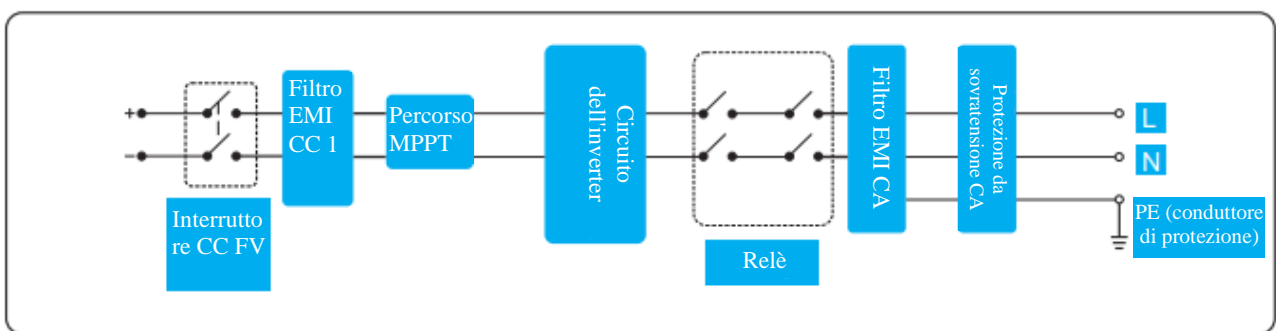 +
−
Interrutto
re CC FV
Filtro
EMI
CC 1
Percorso
MPPT
Circuito
dell'inverter
Relè
Filtro EMI CA
Protezione da
sovratensione CA
L
N
PE (conduttore
di protezione)